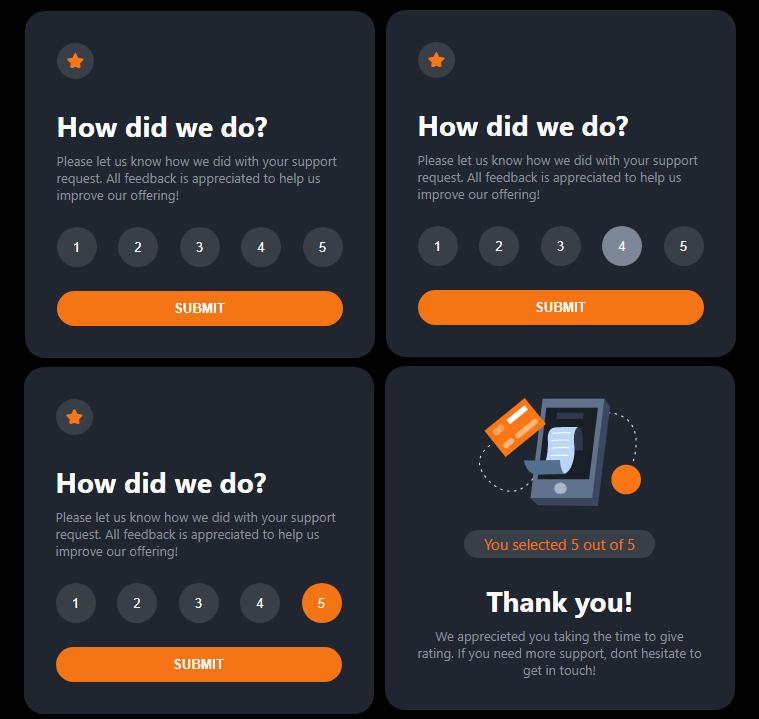 How did we do?
Please let us know how we did with your support
request. All feedback is appreciated to help us
improve our offering!
1 2 3 4 5
SUBMIT
How did we do?
Please let us know how we did with your support
request. All feedback is appreciated to help us
improve our offering!
1 2 3 4 5
SUBMIT
How did we do?
Please let us know how we did with your support
request. All feedback is appreciated to help us
improve our offering!
1 2 3 4 5
SUBMIT
You selected 5 out of 5
Thank you!
We apprecieted you taking the time to give
rating. If you need more support, dont hesitate to
get in touch!